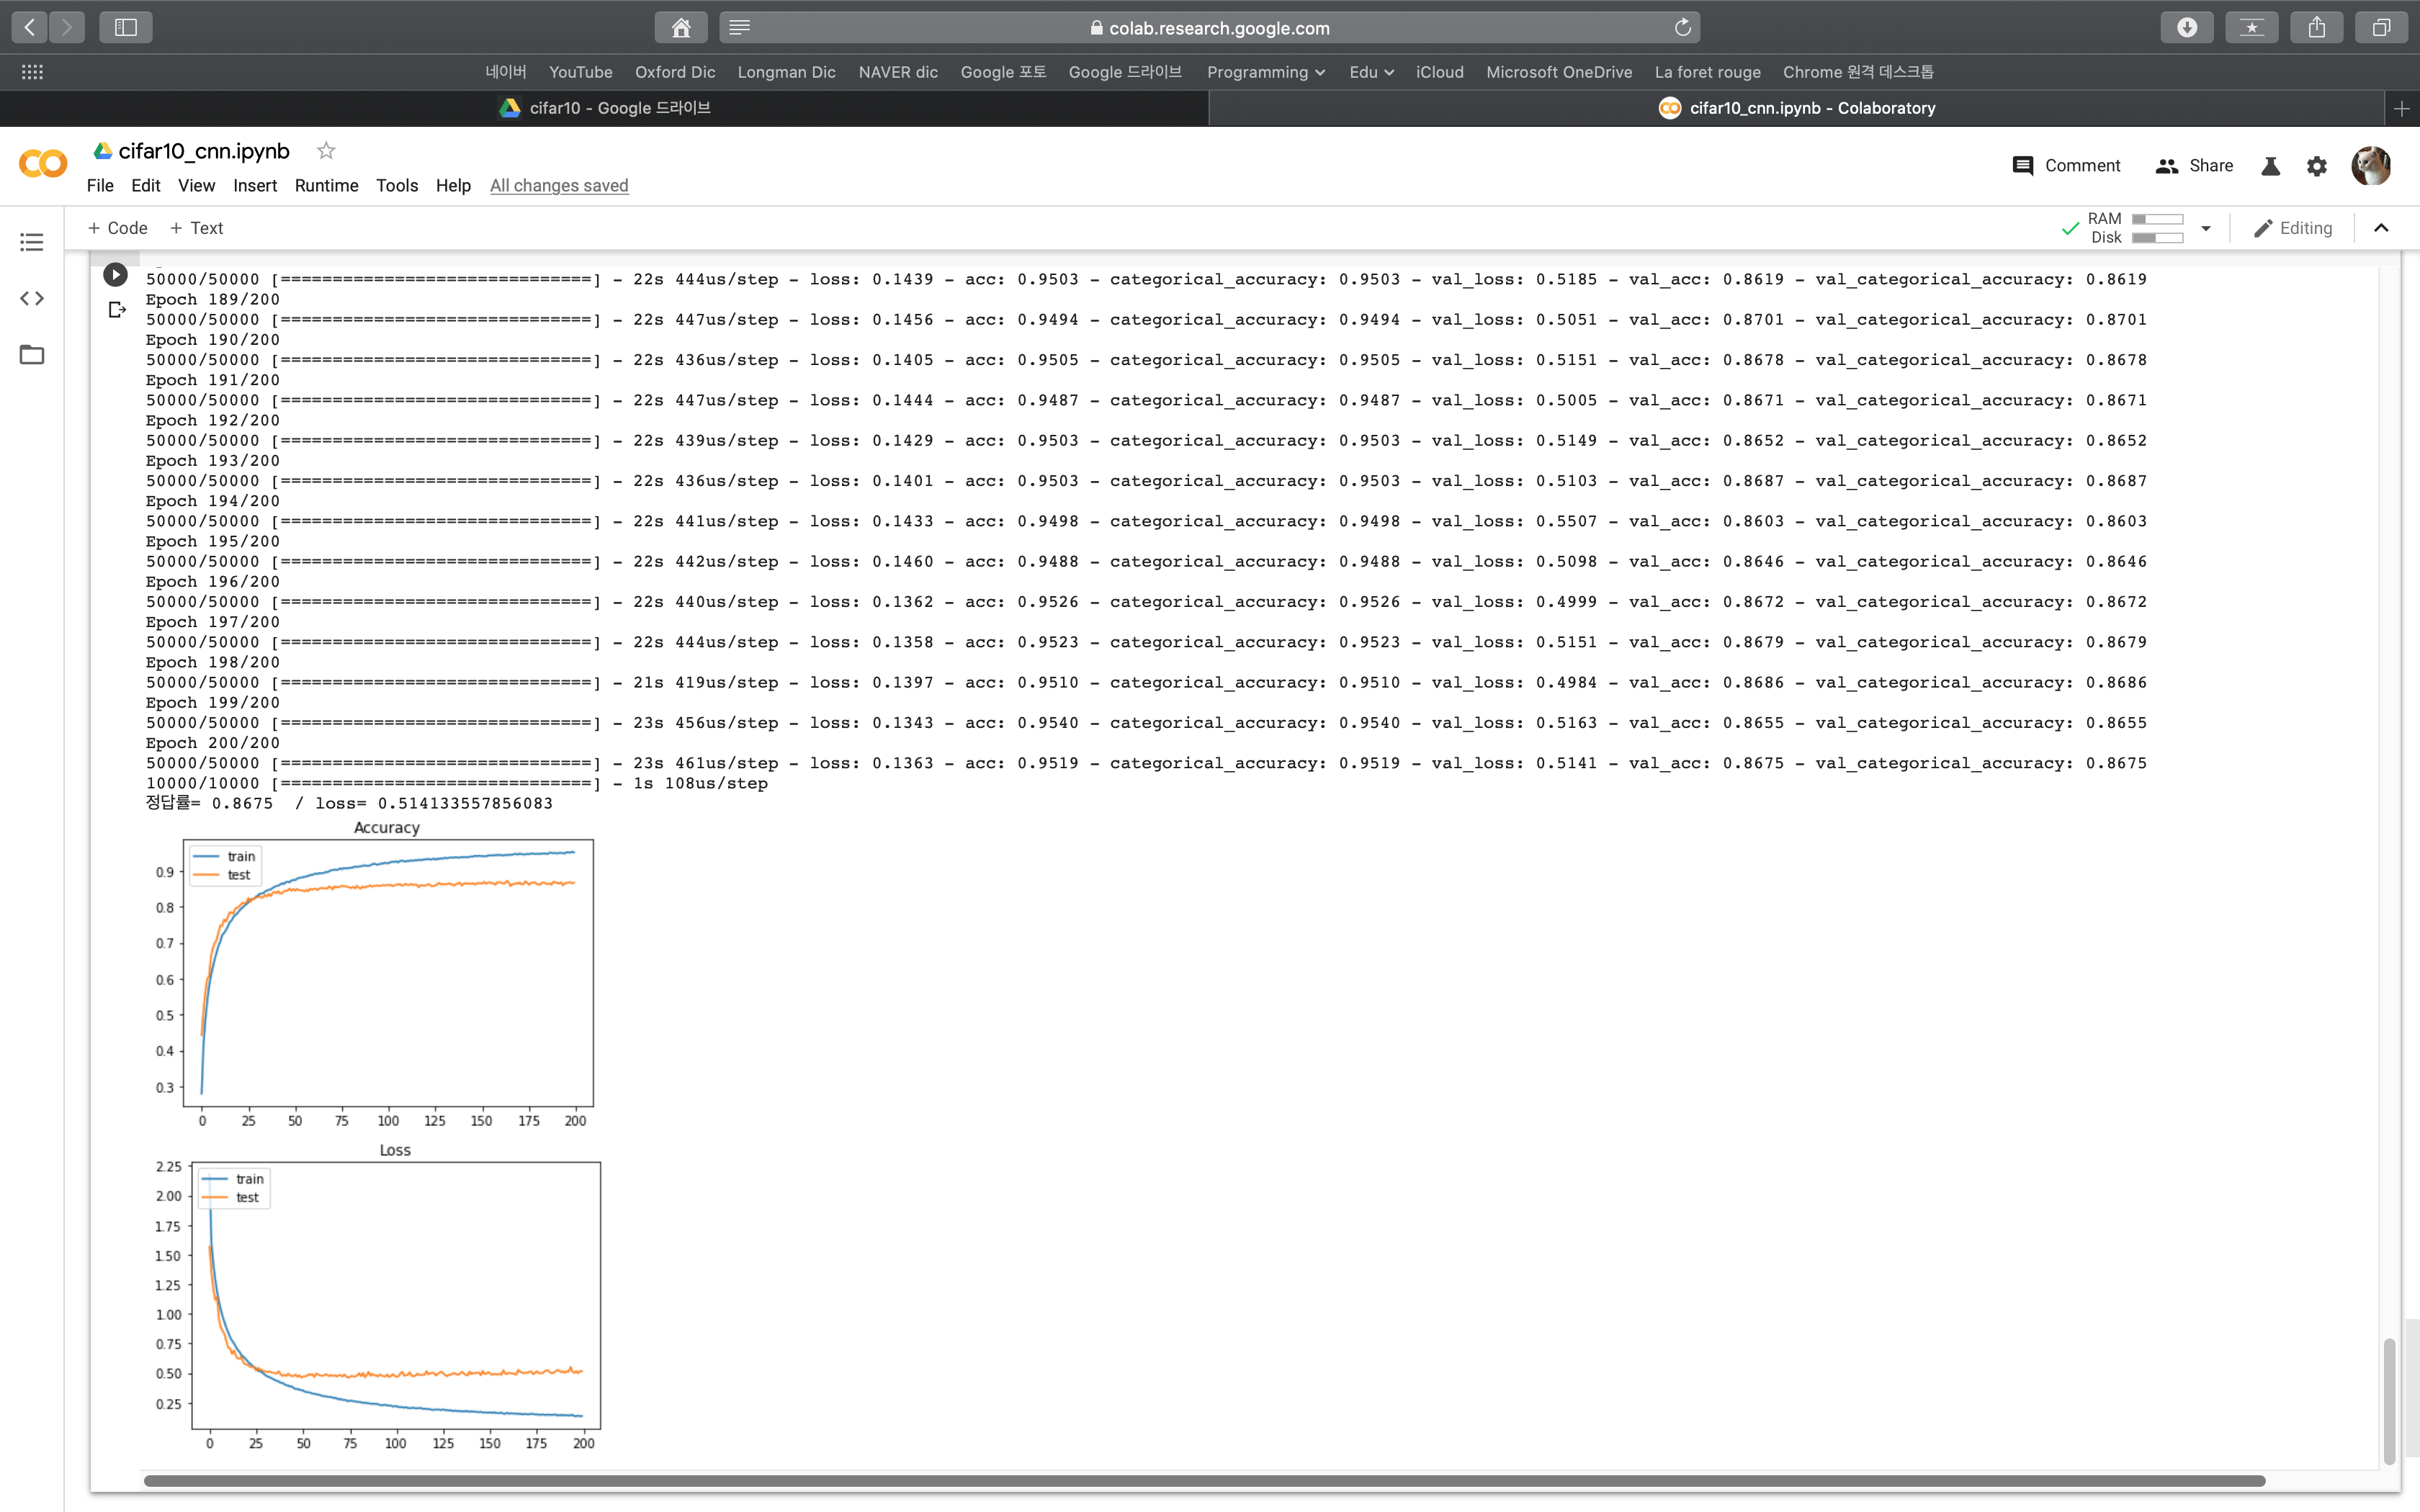 colab.research.google.com
네이버 YouTube Oxford Dic Longman Dic NAVER dic Google 포토 Google 드라이브 Programming Edu iCloud Microsoft OneDrive La foret rouge Chrome 원격 데스크톱
cifar10 - Google 드라이브
cifar10_cnn.ipynb - Colaboratory
cifar10_cnn.ipynb
Comment Share
File Edit View Insert Runtime Tools Help All changes saved
+ Code + Text
RAM
Disk
Editing
50000/50000 [==============================] - 22s 444us/step - loss: 0.1439 - acc: 0.9503 - categorical_accuracy: 0.9503 - val_loss: 0.5185 - val_acc: 0.8619 - val_categorical_accuracy: 0.8619
Epoch 189/200
50000/50000 [==============================] - 22s 447us/step - loss: 0.1456 - acc: 0.9494 - categorical_accuracy: 0.9494 - val_loss: 0.5051 - val_acc: 0.8701 - val_categorical_accuracy: 0.8701
Epoch 190/200
50000/50000 [==============================] - 22s 436us/step - loss: 0.1405 - acc: 0.9505 - categorical_accuracy: 0.9505 - val_loss: 0.5151 - val_acc: 0.8678 - val_categorical_accuracy: 0.8678
Epoch 191/200
50000/50000 [==============================] - 22s 447us/step - loss: 0.1444 - acc: 0.9487 - categorical_accuracy: 0.9487 - val_loss: 0.5005 - val_acc: 0.8671 - val_categorical_accuracy: 0.8671
Epoch 192/200
50000/50000 [==============================] - 22s 439us/step - loss: 0.1429 - acc: 0.9503 - categorical_accuracy: 0.9503 - val_loss: 0.5149 - val_acc: 0.8652 - val_categorical_accuracy: 0.8652
Epoch 193/200
50000/50000 [==============================] - 22s 436us/step - loss: 0.1401 - acc: 0.9503 - categorical_accuracy: 0.9503 - val_loss: 0.5103 - val_acc: 0.8687 - val_categorical_accuracy: 0.8687
Epoch 194/200
50000/50000 [==============================] - 22s 441us/step - loss: 0.1433 - acc: 0.9498 - categorical_accuracy: 0.9498 - val_loss: 0.5507 - val_acc: 0.8603 - val_categorical_accuracy: 0.8603
Epoch 195/200
50000/50000 [==============================] - 22s 442us/step - loss: 0.1460 - acc: 0.9488 - categorical_accuracy: 0.9488 - val_loss: 0.5098 - val_acc: 0.8646 - val_categorical_accuracy: 0.8646
Epoch 196/200
50000/50000 [==============================] - 22s 440us/step - loss: 0.1362 - acc: 0.9526 - categorical_accuracy: 0.9526 - val_loss: 0.4999 - val_acc: 0.8672 - val_categorical_accuracy: 0.8672
Epoch 197/200
50000/50000 [==============================] - 22s 444us/step - loss: 0.1358 - acc: 0.9523 - categorical_accuracy: 0.9523 - val_loss: 0.5151 - val_acc: 0.8679 - val_categorical_accuracy: 0.8679
Epoch 198/200
50000/50000 [==============================] - 21s 419us/step - loss: 0.1397 - acc: 0.9510 - categorical_accuracy: 0.9510 - val_loss: 0.4984 - val_acc: 0.8686 - val_categorical_accuracy: 0.8686
Epoch 199/200
50000/50000 [==============================] - 23s 456us/step - loss: 0.1343 - acc: 0.9540 - categorical_accuracy: 0.9540 - val_loss: 0.5163 - val_acc: 0.8655 - val_categorical_accuracy: 0.8655
Epoch 200/200
50000/50000 [==============================] - 23s 461us/step - loss: 0.1363 - acc: 0.9519 - categorical_accuracy: 0.9519 - val_loss: 0.5141 - val_acc: 0.8675 - val_categorical_accuracy: 0.8675
10000/10000 [==============================] - 1s 108us/step
정답률= 0.8675 / loss= 0.514133557856083
Accuracy
train
test
0.9
0.8
0.7
0.6
0.5
0.4
0.3
0 25 50 75 100 125 150 175 200
Loss
train
test
2.25
2.00
1.75
1.50
1.25
1.00
0.75
0.50
0.25
0 25 50 75 100 125 150 175 200